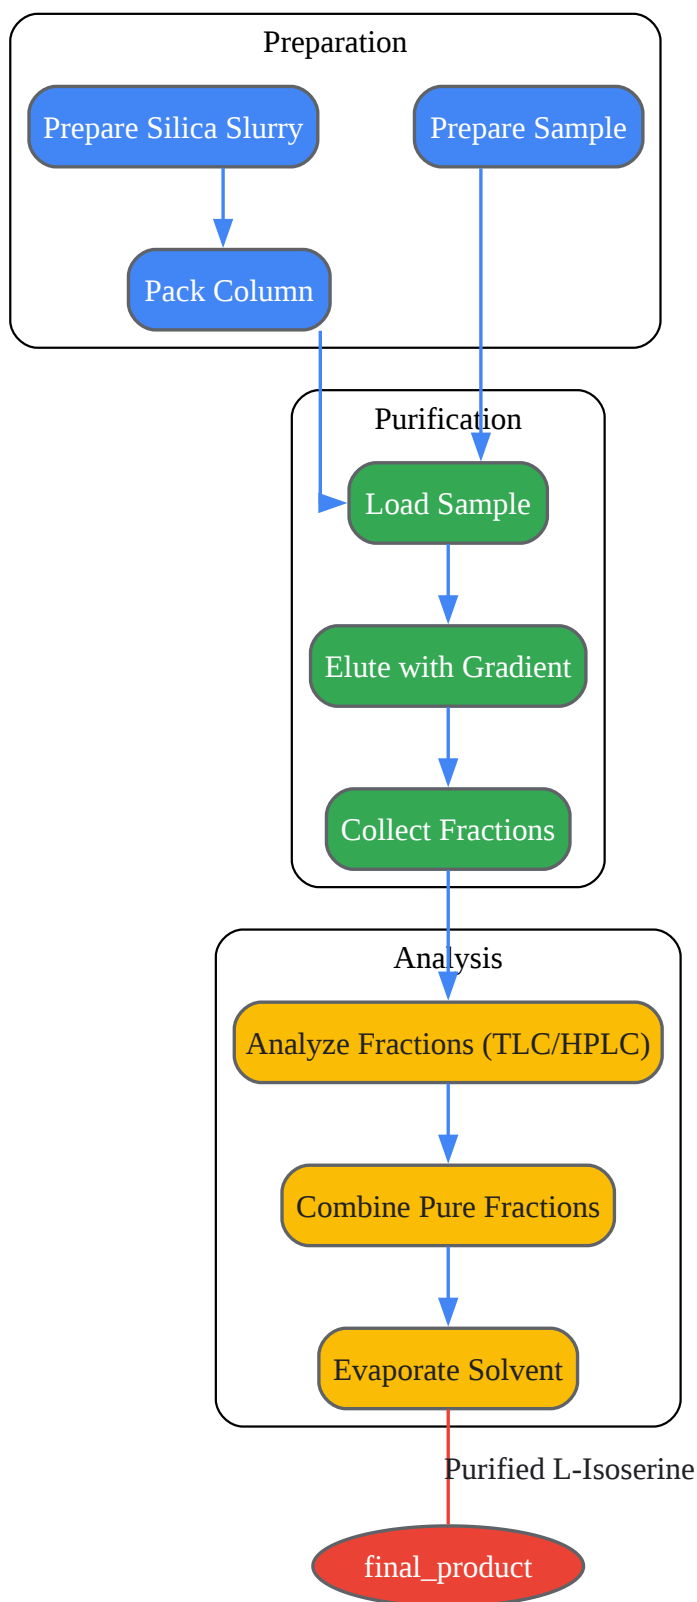 Preparation
Prepare Silica Slurry
Prepare Sample
Pack Column
Purification
Load Sample
Elute with Gradient
Collect Fractions
Analysis
Analyze Fractions (TLC/HPLC)
Combine Pure Fractions
Evaporate Solvent
Purified L-Isoserine
final_product